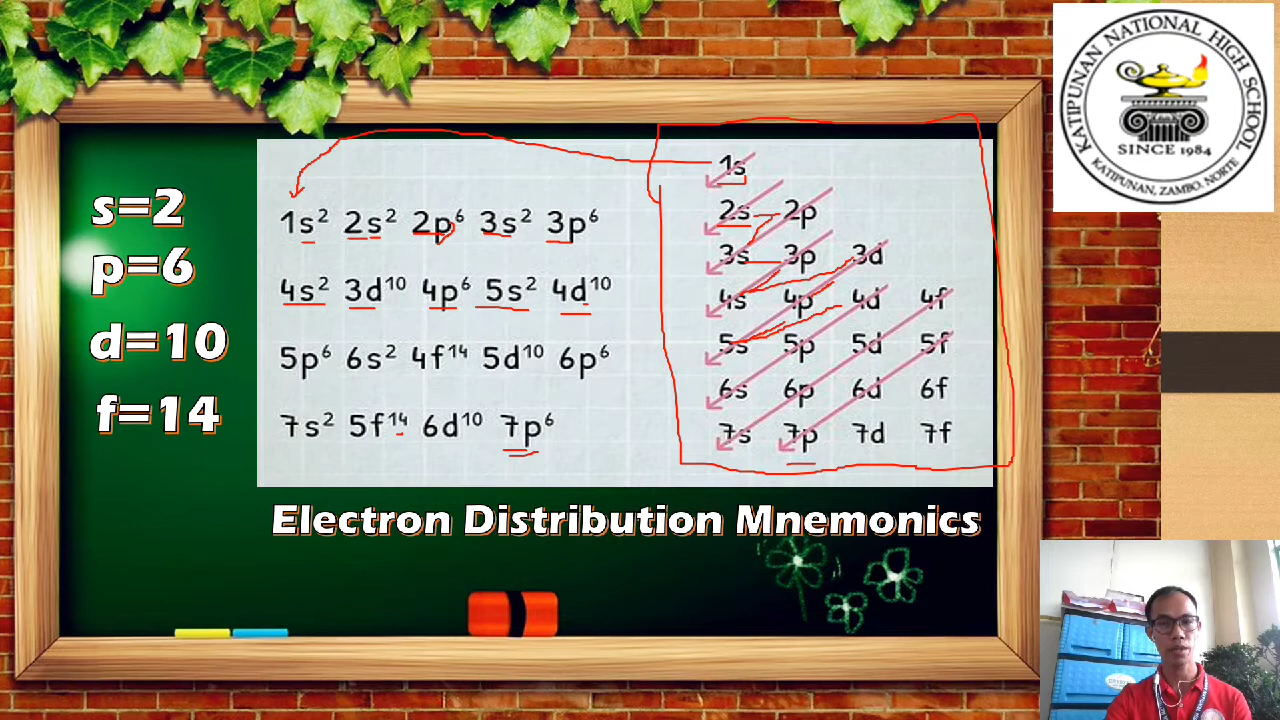 s=2
p=6
d=10
f=14
1s² 2s² 2p⁶ 3s² 3p⁶
4s² 3d¹⁰ 4p⁶ 5s² 4d¹⁰
5p⁶ 6s² 4f¹⁴ 5d¹⁰ 6p⁶
7s² 5f¹⁴ 6d¹⁰ 7p⁶
1s
2s 2p
3s 3p 3d
4s 4p 4d 4f
5s 5p 5d 5f
6s 6p 6d 6f
7s 7p 7d 7f
Electron Distribution Mnemonics
KATIPUNAN NATIONAL HIGH SCHOOL
SINCE 1984
KATIPUNAN, ZAMBO. NORTE